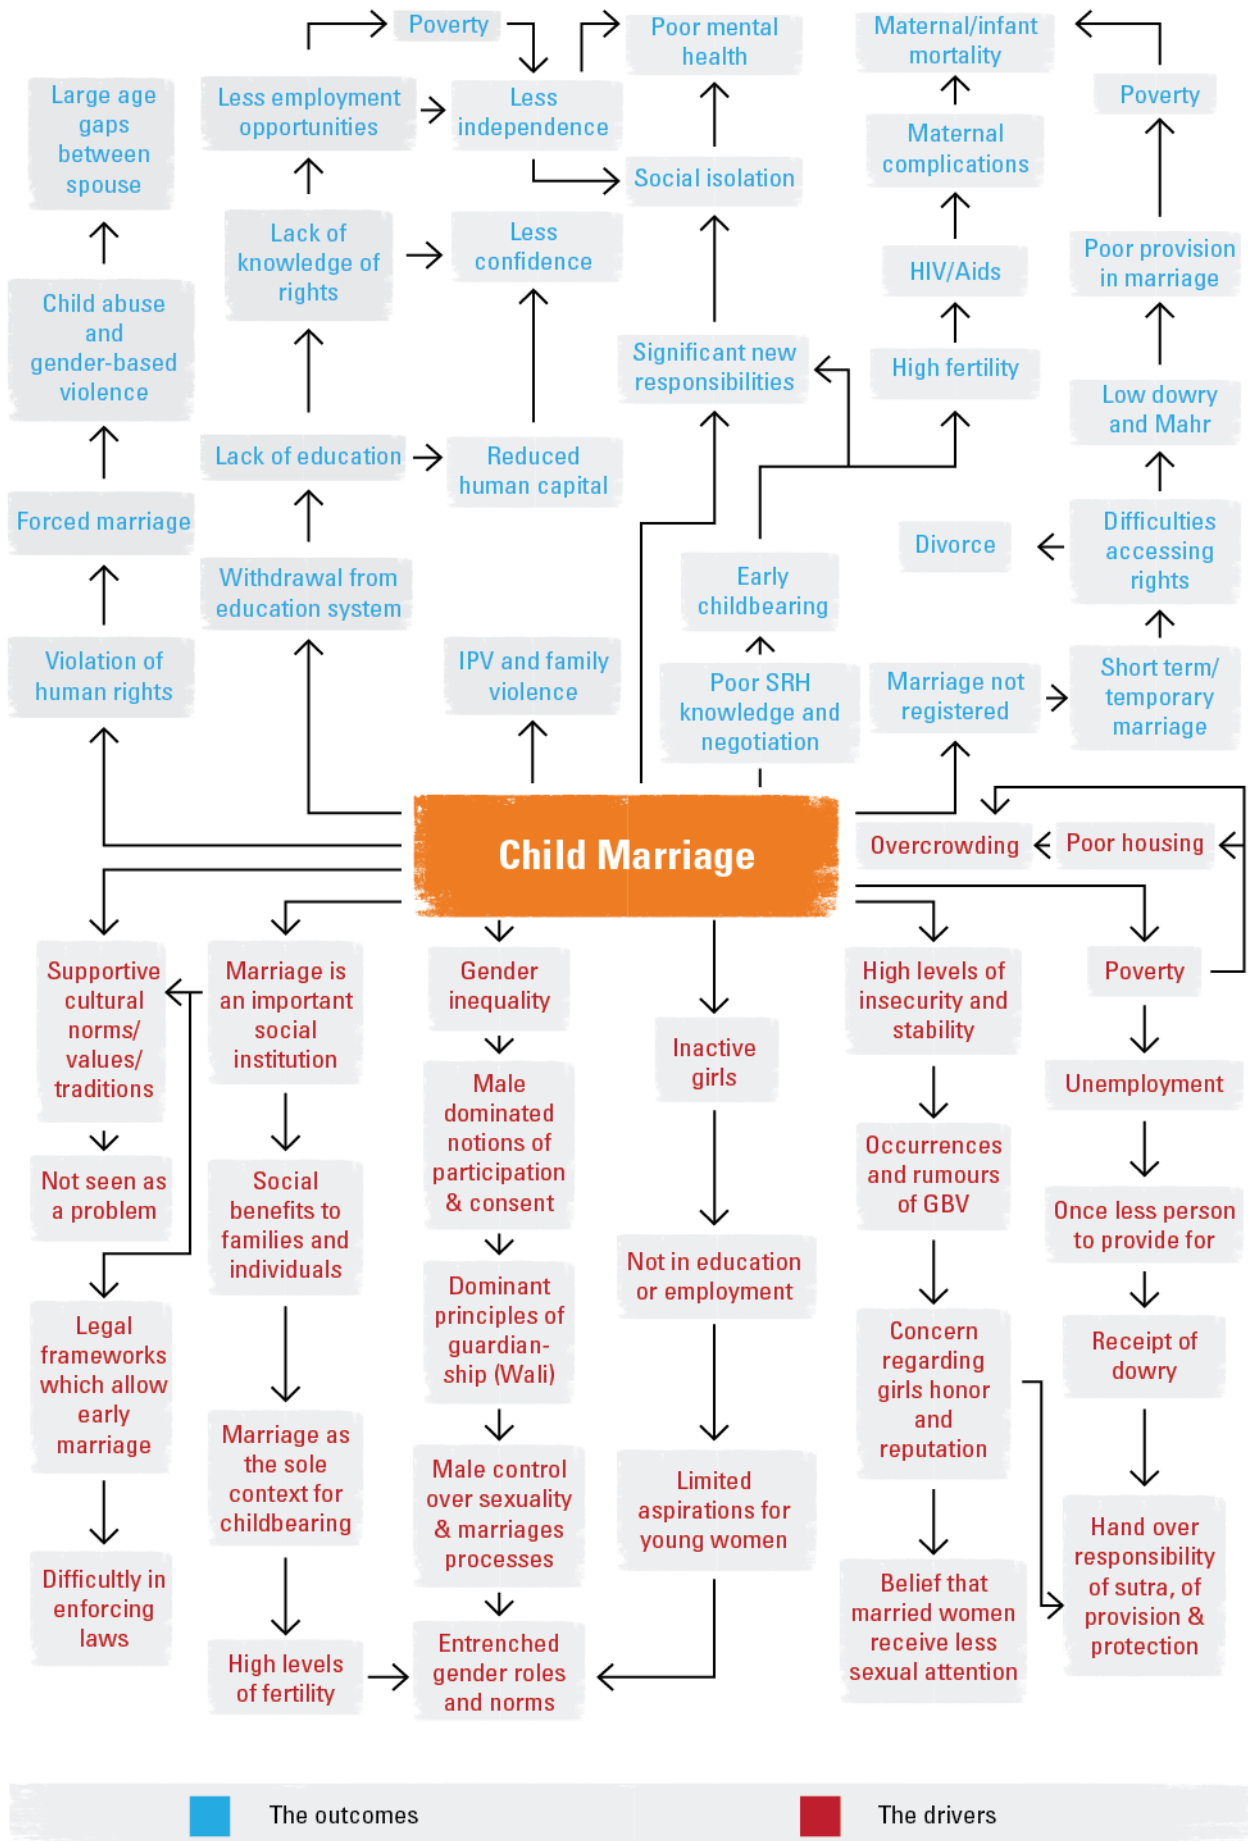 Poverty
Poor mental
health
Maternal/infant
mortality
Large age
gaps
between
spouse
Less employment
opportunities
Less
independence
Poverty
Maternal
complications
Social isolation
Lack of
knowledge of
rights
Less
confidence
HIV/Aids
Poor provision
in marriage
Child abuse
and
gender-based
violence
Significant new
responsibilities
High fertility
Low dowry
and Mahr
Lack of education
Reduced
human capital
Forced marriage
Divorce
Difficulties
accessing
rights
Withdrawal from
education system
Early
childbearing
Violation of
human rights
IPV and family
violence
Poor SRH
knowledge and
negotiation
Marriage not
registered
Short term/
temporary
marriage
Child Marriage
Overcrowding
Poor housing
Supportive
cultural
norms/
values/
traditions
Marriage is
an important
social
institution
Gender
inequality
Inactive
girls
High levels of
insecurity and
stability
Poverty
Unemployment
Not seen as
a problem
Social
benefits to
families and
individuals
Male
dominated
notions of
participation
& consent
Not in education
or employment
Occurrences
and rumours
of GBV
Once less person
to provide for
Legal
frameworks
which allow
early
marriage
Marriage as
the sole
context for
childbearing
Dominant
principles of
guardian-
ship (Wali)
Concern
regarding
girls honor
and
reputation
Receipt of
dowry
Male control
over sexuality
& marriages
processes
Limited
aspirations for
young women
Difficultly in
enforcing
laws
High levels
of fertility
Entrenched
gender roles
and norms
Belief that
married women
receive less
sexual attention
Hand over
responsibility
of sutra, of
provision &
protection
The outcomes
The drivers